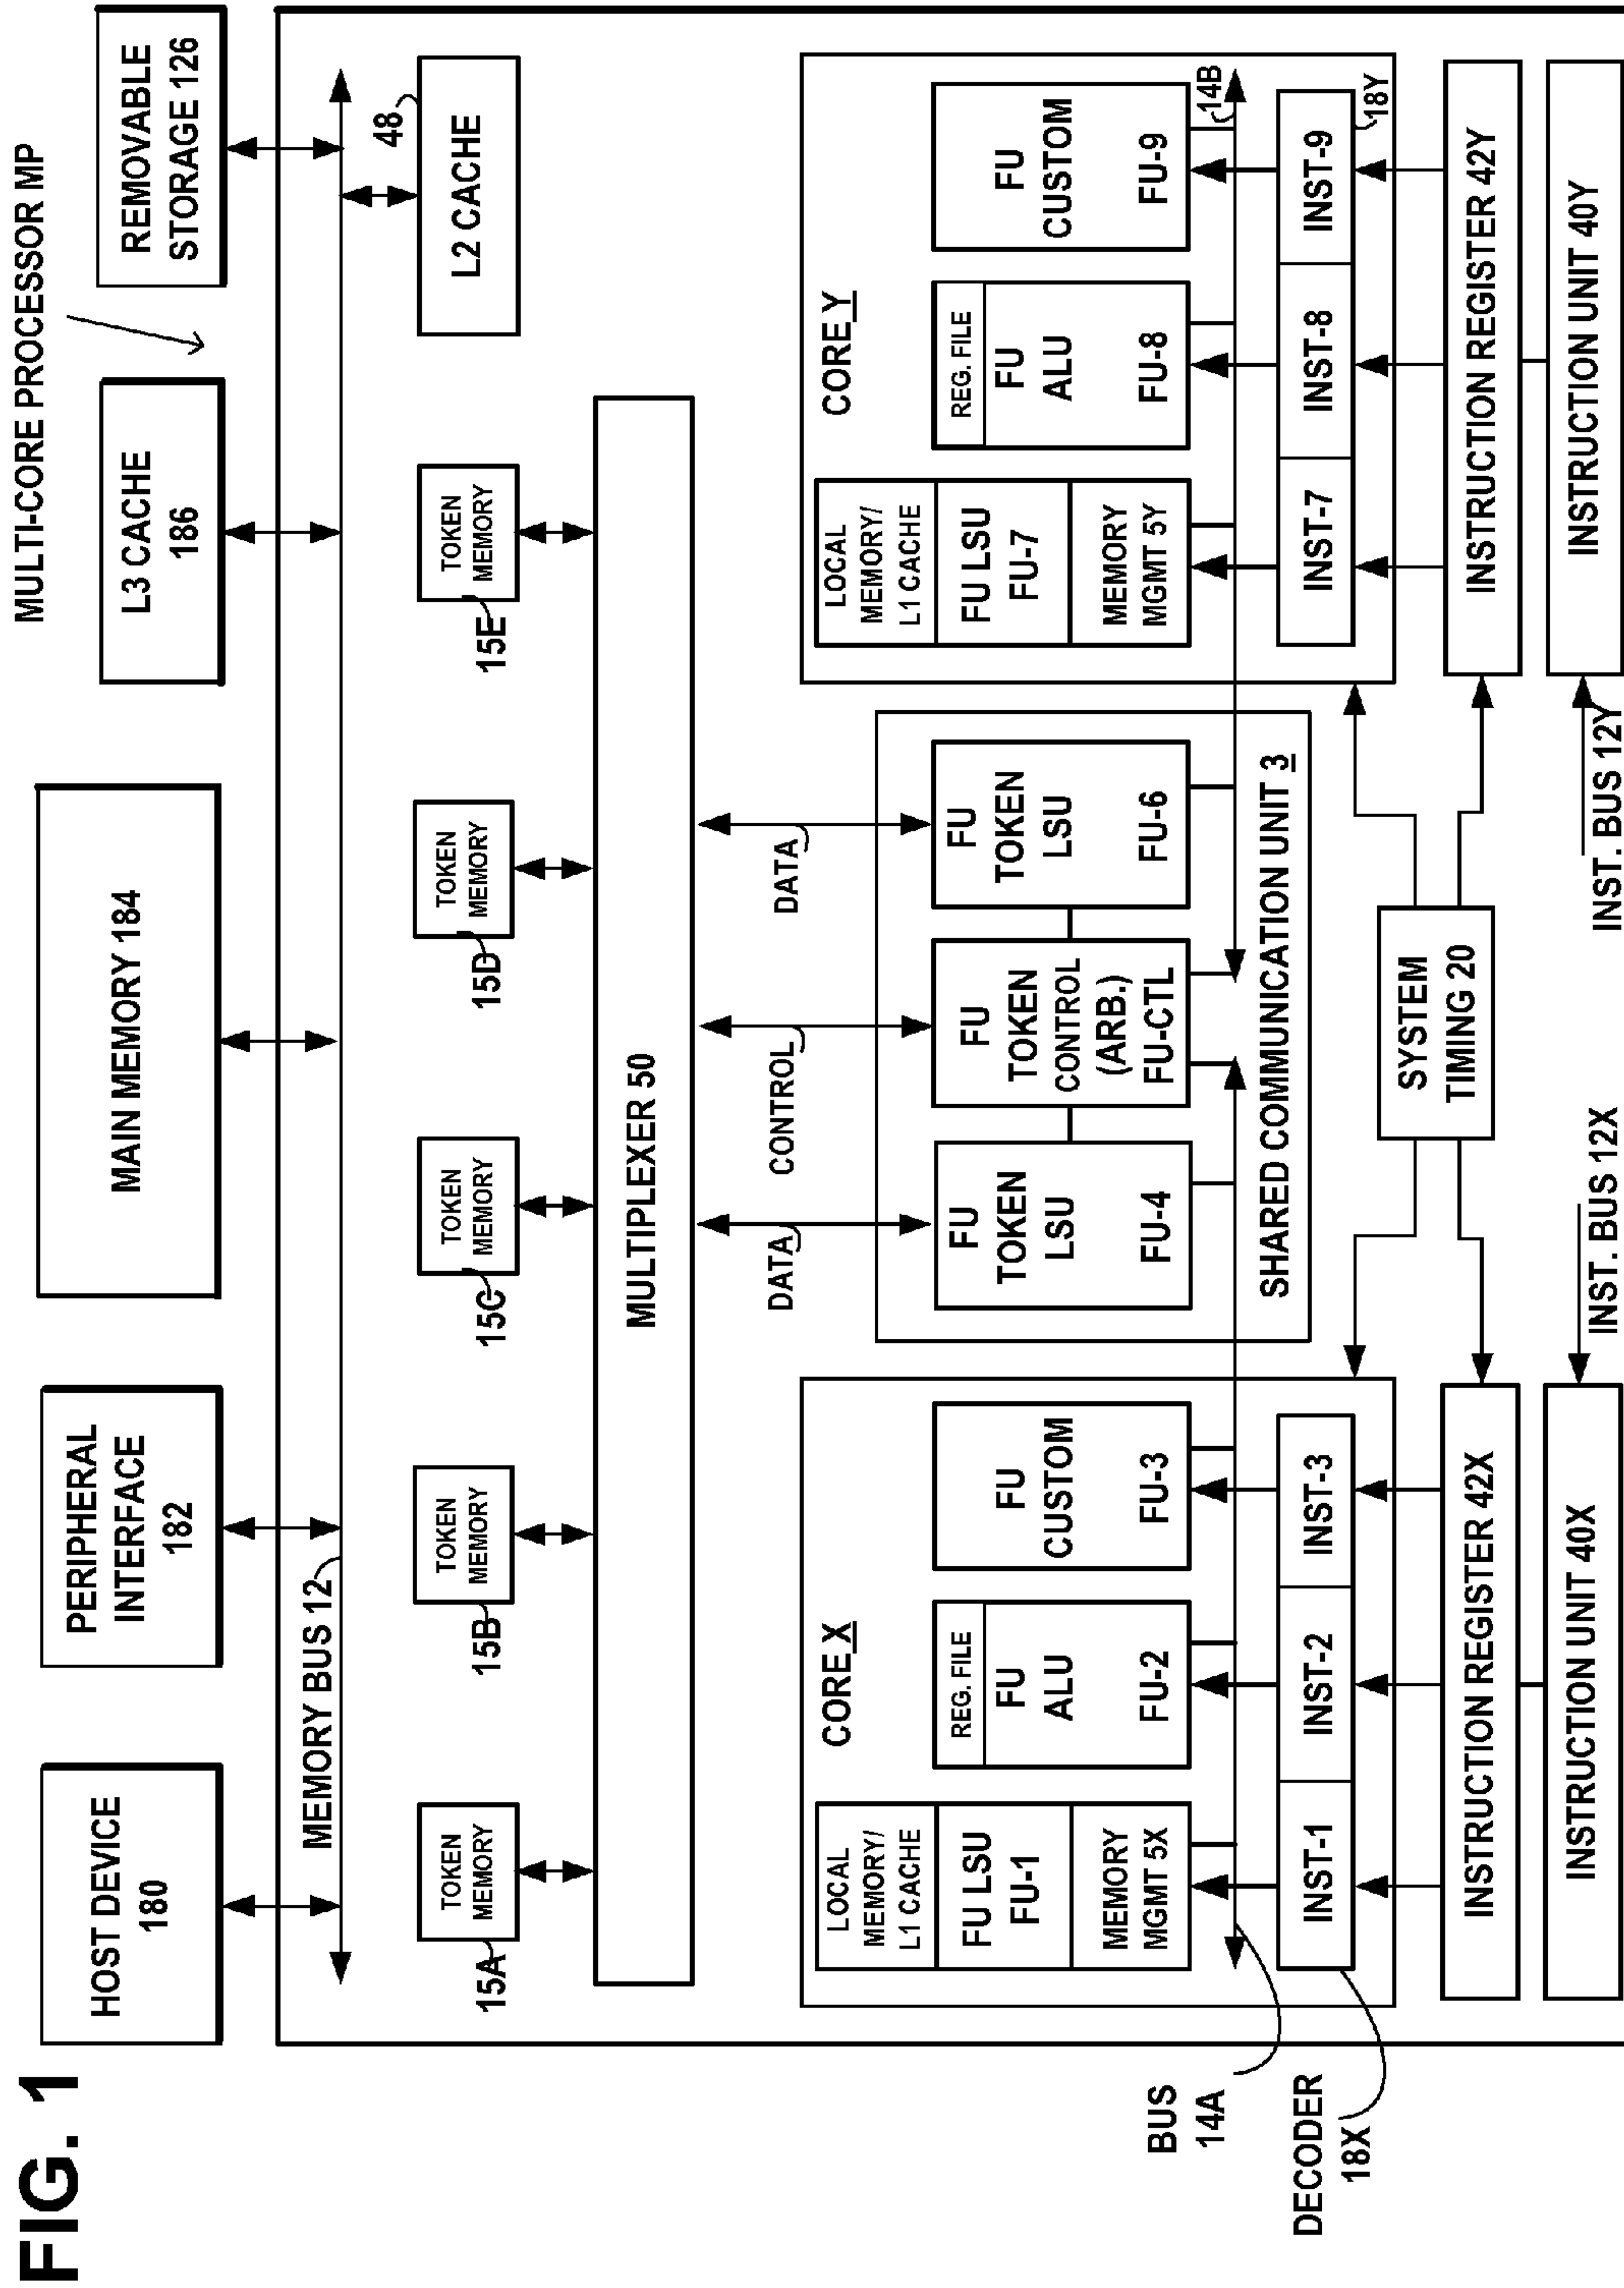 FIG. 1
MULTI-CORE PROCESSOR MP
HOST DEVICE
180
PERIPHERAL
INTERFACE
182
MAIN MEMORY 184
L3 CACHE
186
REMOVABLE
STORAGE 126
MEMORY BUS 12
48
L2 CACHE
TOKEN
MEMORY
15A
TOKEN
MEMORY
15B
TOKEN
MEMORY
15C
TOKEN
MEMORY
15D
TOKEN
MEMORY
15E
MULTIPLEXER 50
DATA
CONTROL
DATA
CORE X
LOCAL
MEMORY/
L1 CACHE
FU LSU
FU-1
MEMORY
MGMT 5X
REG. FILE
FU
ALU
FU-2
FU
CUSTOM
FU-3
BUS
14A
INST-1
INST-2
INST-3
DECODER
18X
INSTRUCTION REGISTER 42X
INSTRUCTION UNIT 40X
INST. BUS 12X
FU
TOKEN
LSU
FU-4
FU
TOKEN
CONTROL
(ARB.)
FU-CTL
FU
TOKEN
LSU
FU-6
SHARED COMMUNICATION UNIT 3
SYSTEM
TIMING 20
CORE Y
LOCAL
MEMORY/
L1 CACHE
FU LSU
FU-7
MEMORY
MGMT 5Y
REG. FILE
FU
ALU
FU-8
FU
CUSTOM
FU-9
14B
INST-7
INST-8
INST-9
18Y
INSTRUCTION REGISTER 42Y
INSTRUCTION UNIT 40Y
INST. BUS 12Y